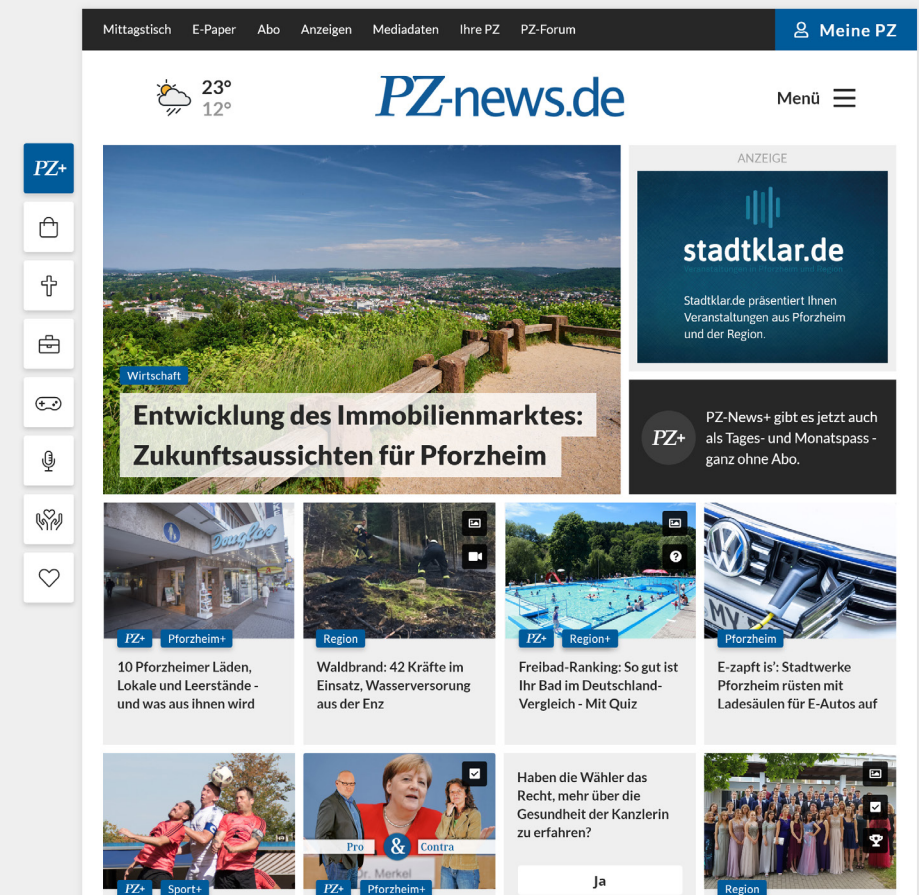 Mittagstisch E-Paper Abo Anzeigen Mediadaten Ihre PZ PZ-Forum Meine PZ
23°
12°
PZ-news.de
Menü
PZ+
ANZEIGE
stadtklar.de
Veranstaltungen in Pforzheim und Region
Stadtklar.de präsentiert Ihnen
Veranstaltungen aus Pforzheim
und der Region.
Wirtschaft
Entwicklung des Immobilienmarktes:
Zukunftsaussichten für Pforzheim
PZ+
PZ-News+ gibt es jetzt auch
als Tages- und Monatspass -
ganz ohne Abo.
Douglas
PZ+ Pforzheim+
10 Pforzheimer Läden,
Lokale und Leerstände -
und was aus ihnen wird
Region
Waldbrand: 42 Kräfte im
Einsatz, Wasserversorung
aus der Enz
PZ+ Region+
Freibad-Ranking: So gut ist
Ihr Bad im Deutschland-
Vergleich - Mit Quiz
MY
Pforzheim
E-zapft is': Stadtwerke
Pforzheim rüsten mit
Ladesäulen für E-Autos auf
PZ+ Sport+
Pro & Contra
Dr. Merkel
PZ+ Pforzheim+
Haben die Wähler das
Recht, mehr über die
Gesundheit der Kanzlerin
zu erfahren?
Ja
Region